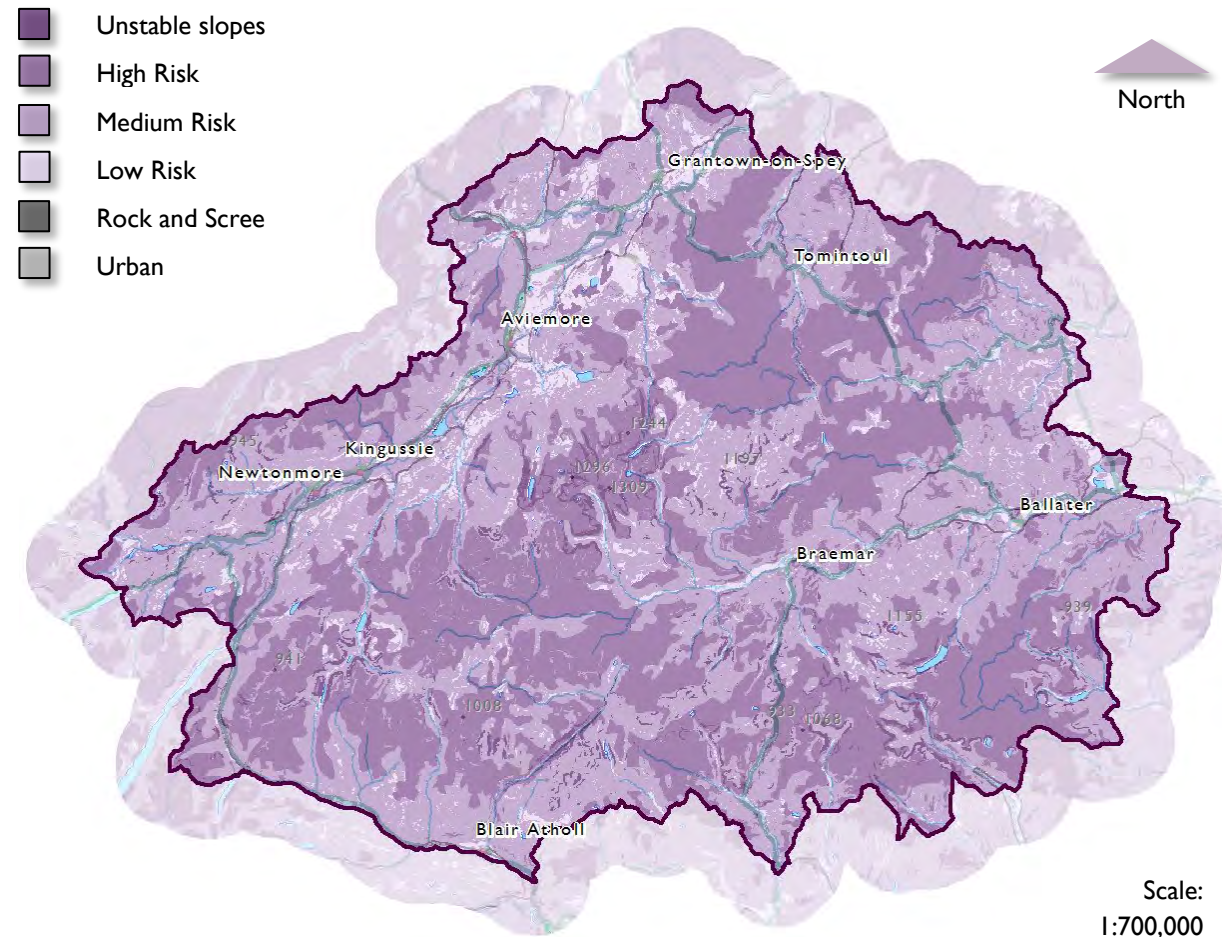 Unstable slopes
High Risk
Medium Risk
Low Risk
Rock and Scree
Urban
North
Grantown-on-Spey
Tomintoul
Aviemore
1244
945
Kingussie
Newtonmore
1296
1197
1309
Ballater
Braemar
939
1155
941
1008
933
1068
Blair Atholl
Scale:
1:700,000